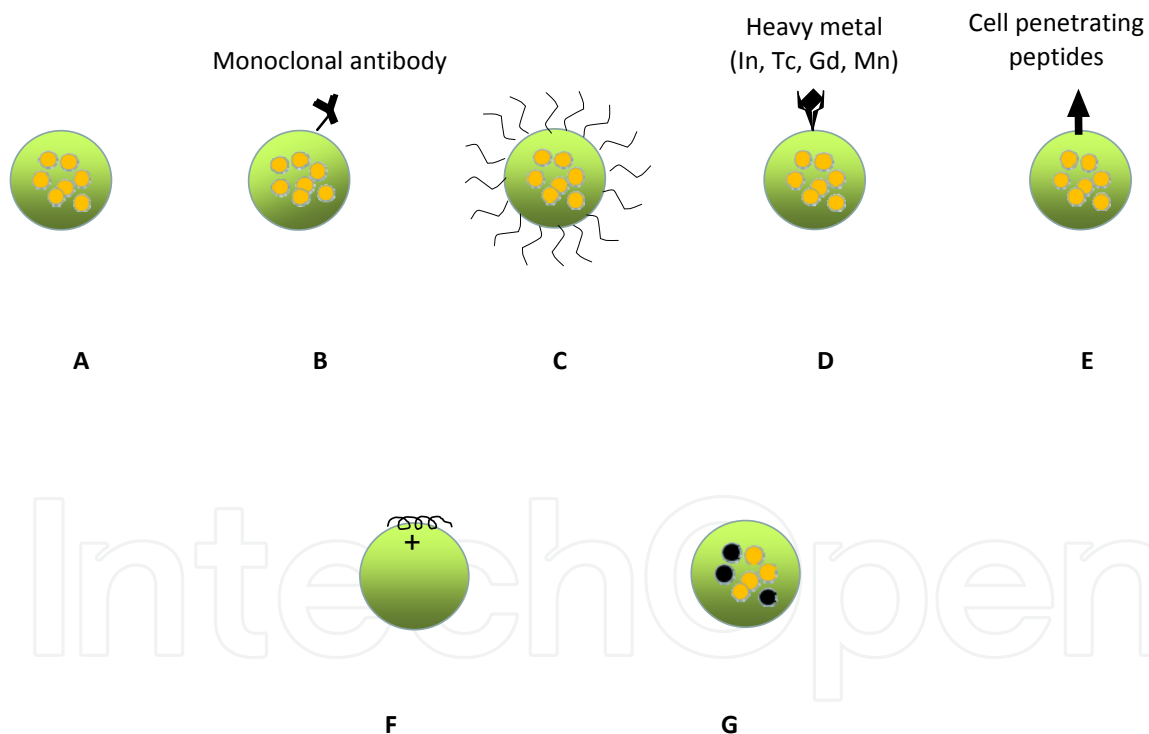 Heavy metal
(In, Tc, Gd, Mn)
Cell penetrating
peptides
Monoclonal antibody
A
B
C
D
E
+
IntechOpen
F
G